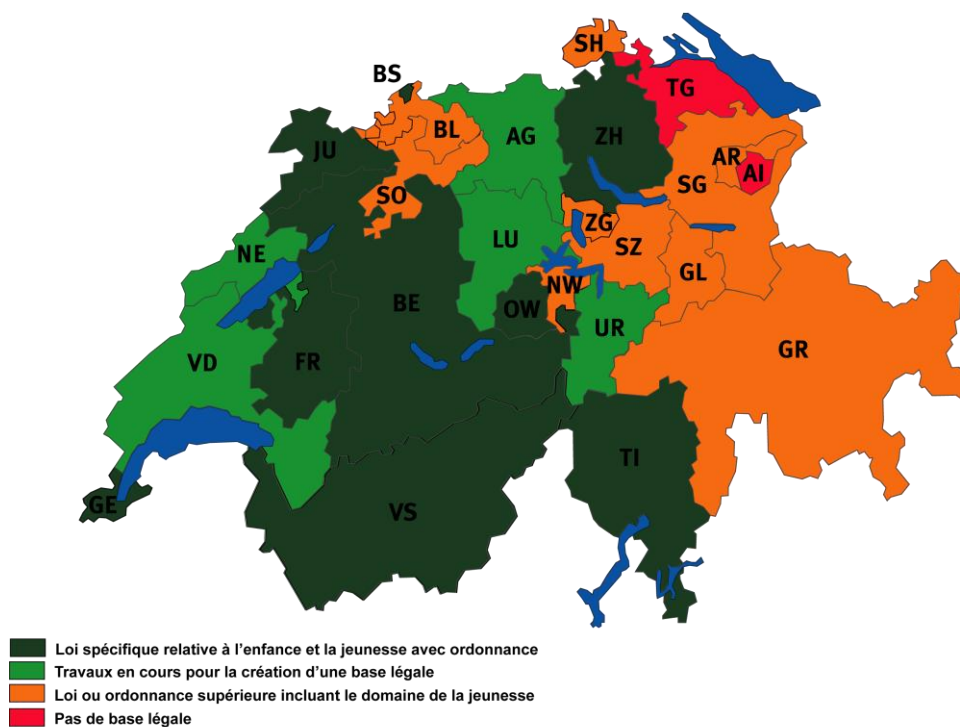 SH
BS
TG
BL
AG
ZH
JU
AR
AI
SG
SO
ZG
NE
LU
SZ
GL
NW
BE
OW
UR
GR
VD
FR
TI
GE
VS
Loi spécifique relative à l'enfance et la jeunesse avec ordonnance
Travaux en cours pour la création d'une base légale
Loi ou ordonnance supérieure incluant le domaine de la jeunesse
Pas de base légale